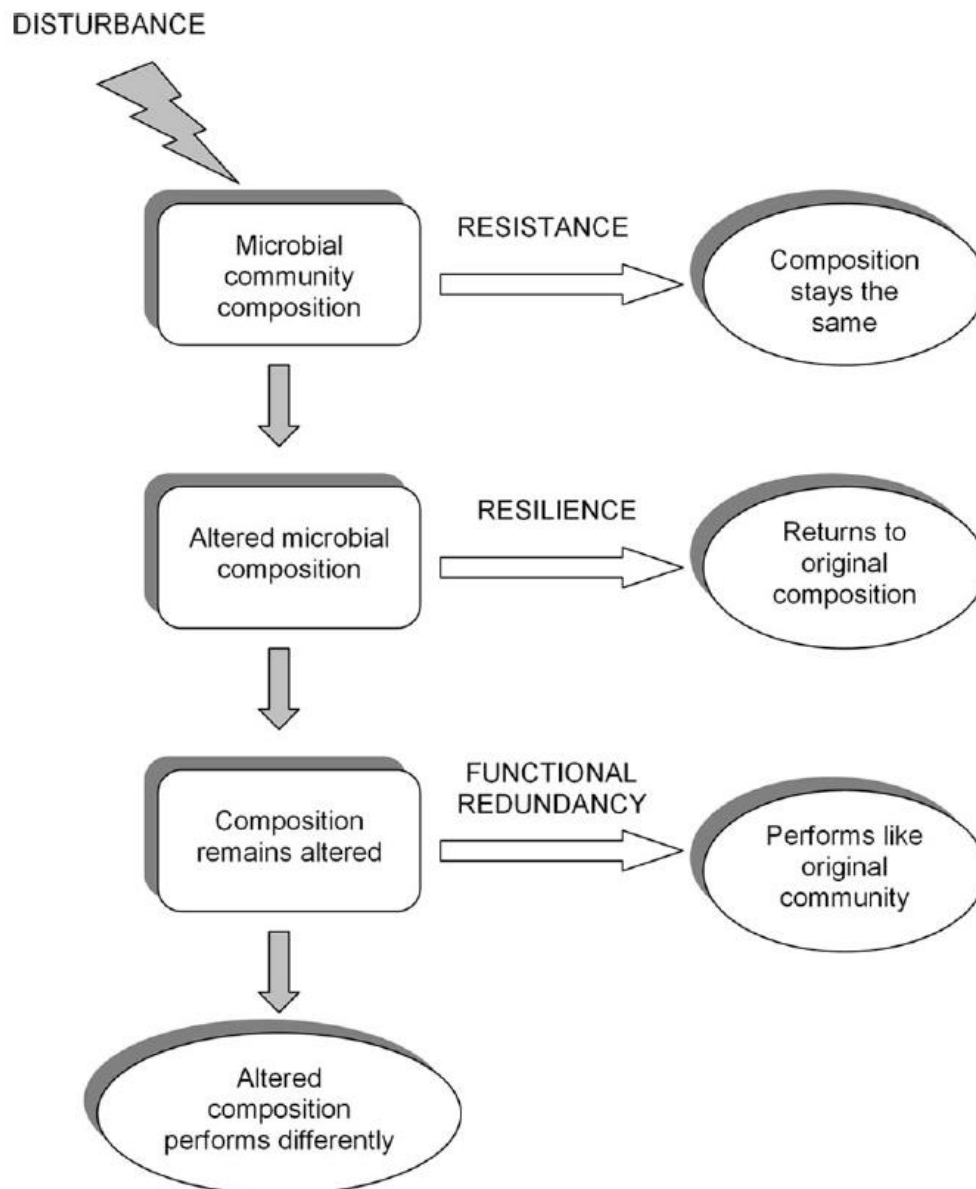 DISTURBANCE
Microbial
community
composition
RESISTANCE
Composition
stays the
same
Altered microbial
composition
RESILIENCE
Returns to
original
composition
Composition
remains altered
FUNCTIONAL
REDUNDANCY
Performs like
original
community
Altered
composition
performs differently